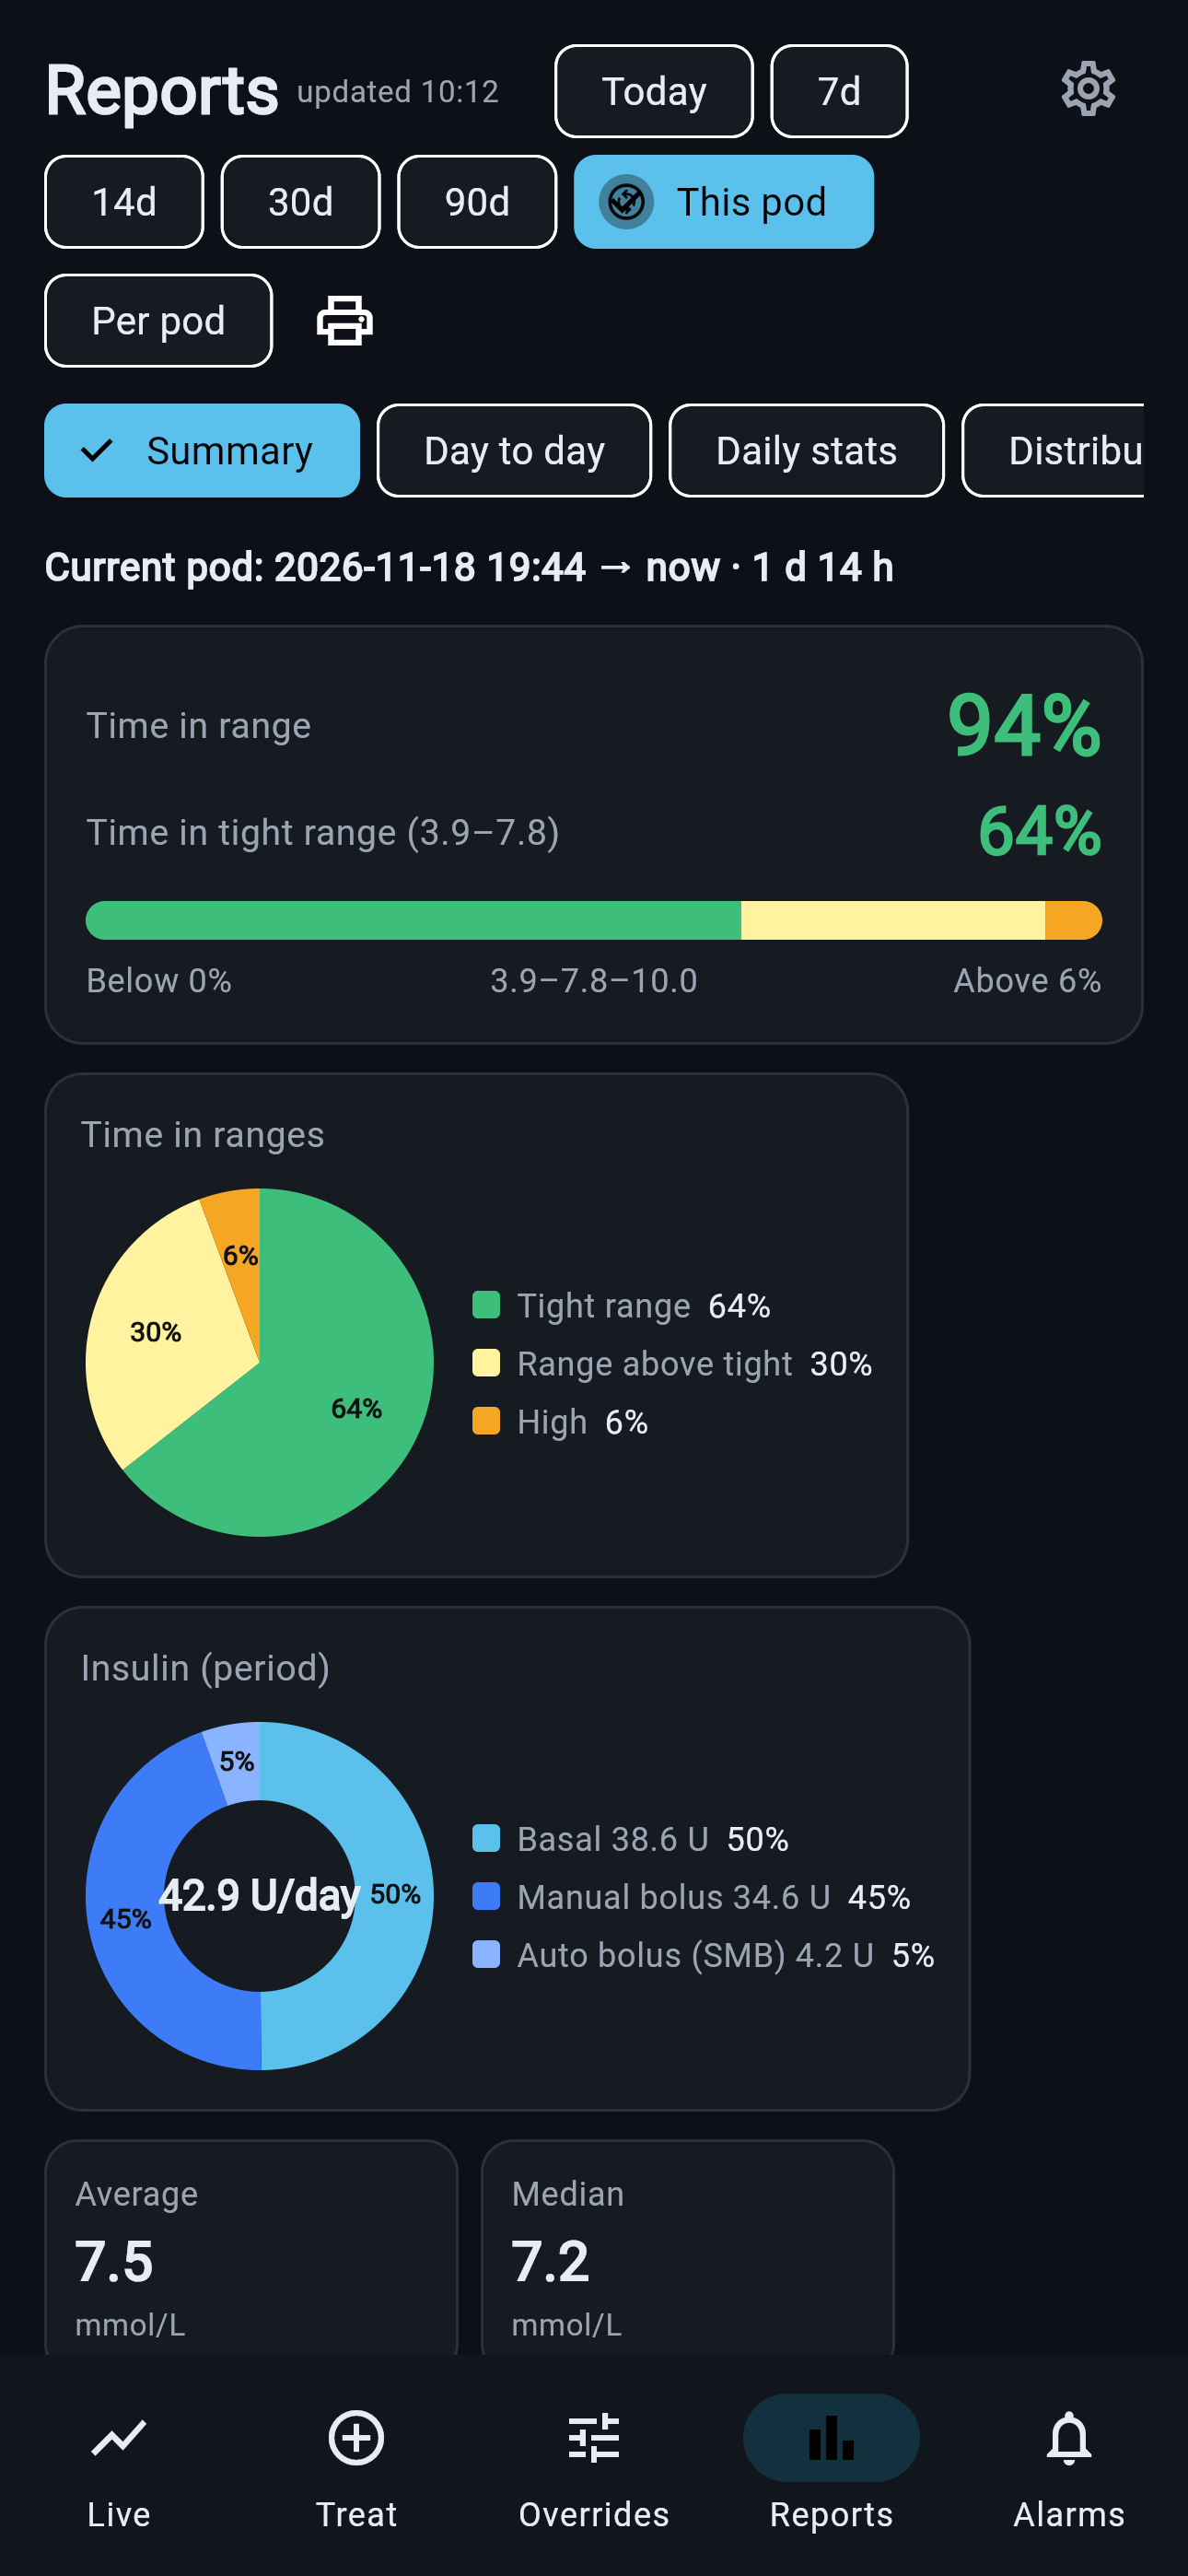 Reports updated 10:12 Today 7d
14d 30d 90d This pod
Per pod
Summary Day to day Daily stats Distribu
Current pod: 2026-11-18 19:44 → now · 1 d 14 h
Time in range 94%
Time in tight range (3.9–7.8) 64%
Below 0% 3.9–7.8–10.0 Above 6%
Time in ranges
6%
30%
64%
Tight range 64%
Range above tight 30%
High 6%
Insulin (period)
5%
42.9 U/day 50%
45%
Basal 38.6 U 50%
Manual bolus 34.6 U 45%
Auto bolus (SMB) 4.2 U 5%
Average Median
7.5 7.2
mmol/L mmol/L
Live Treat Overrides Reports Alarms